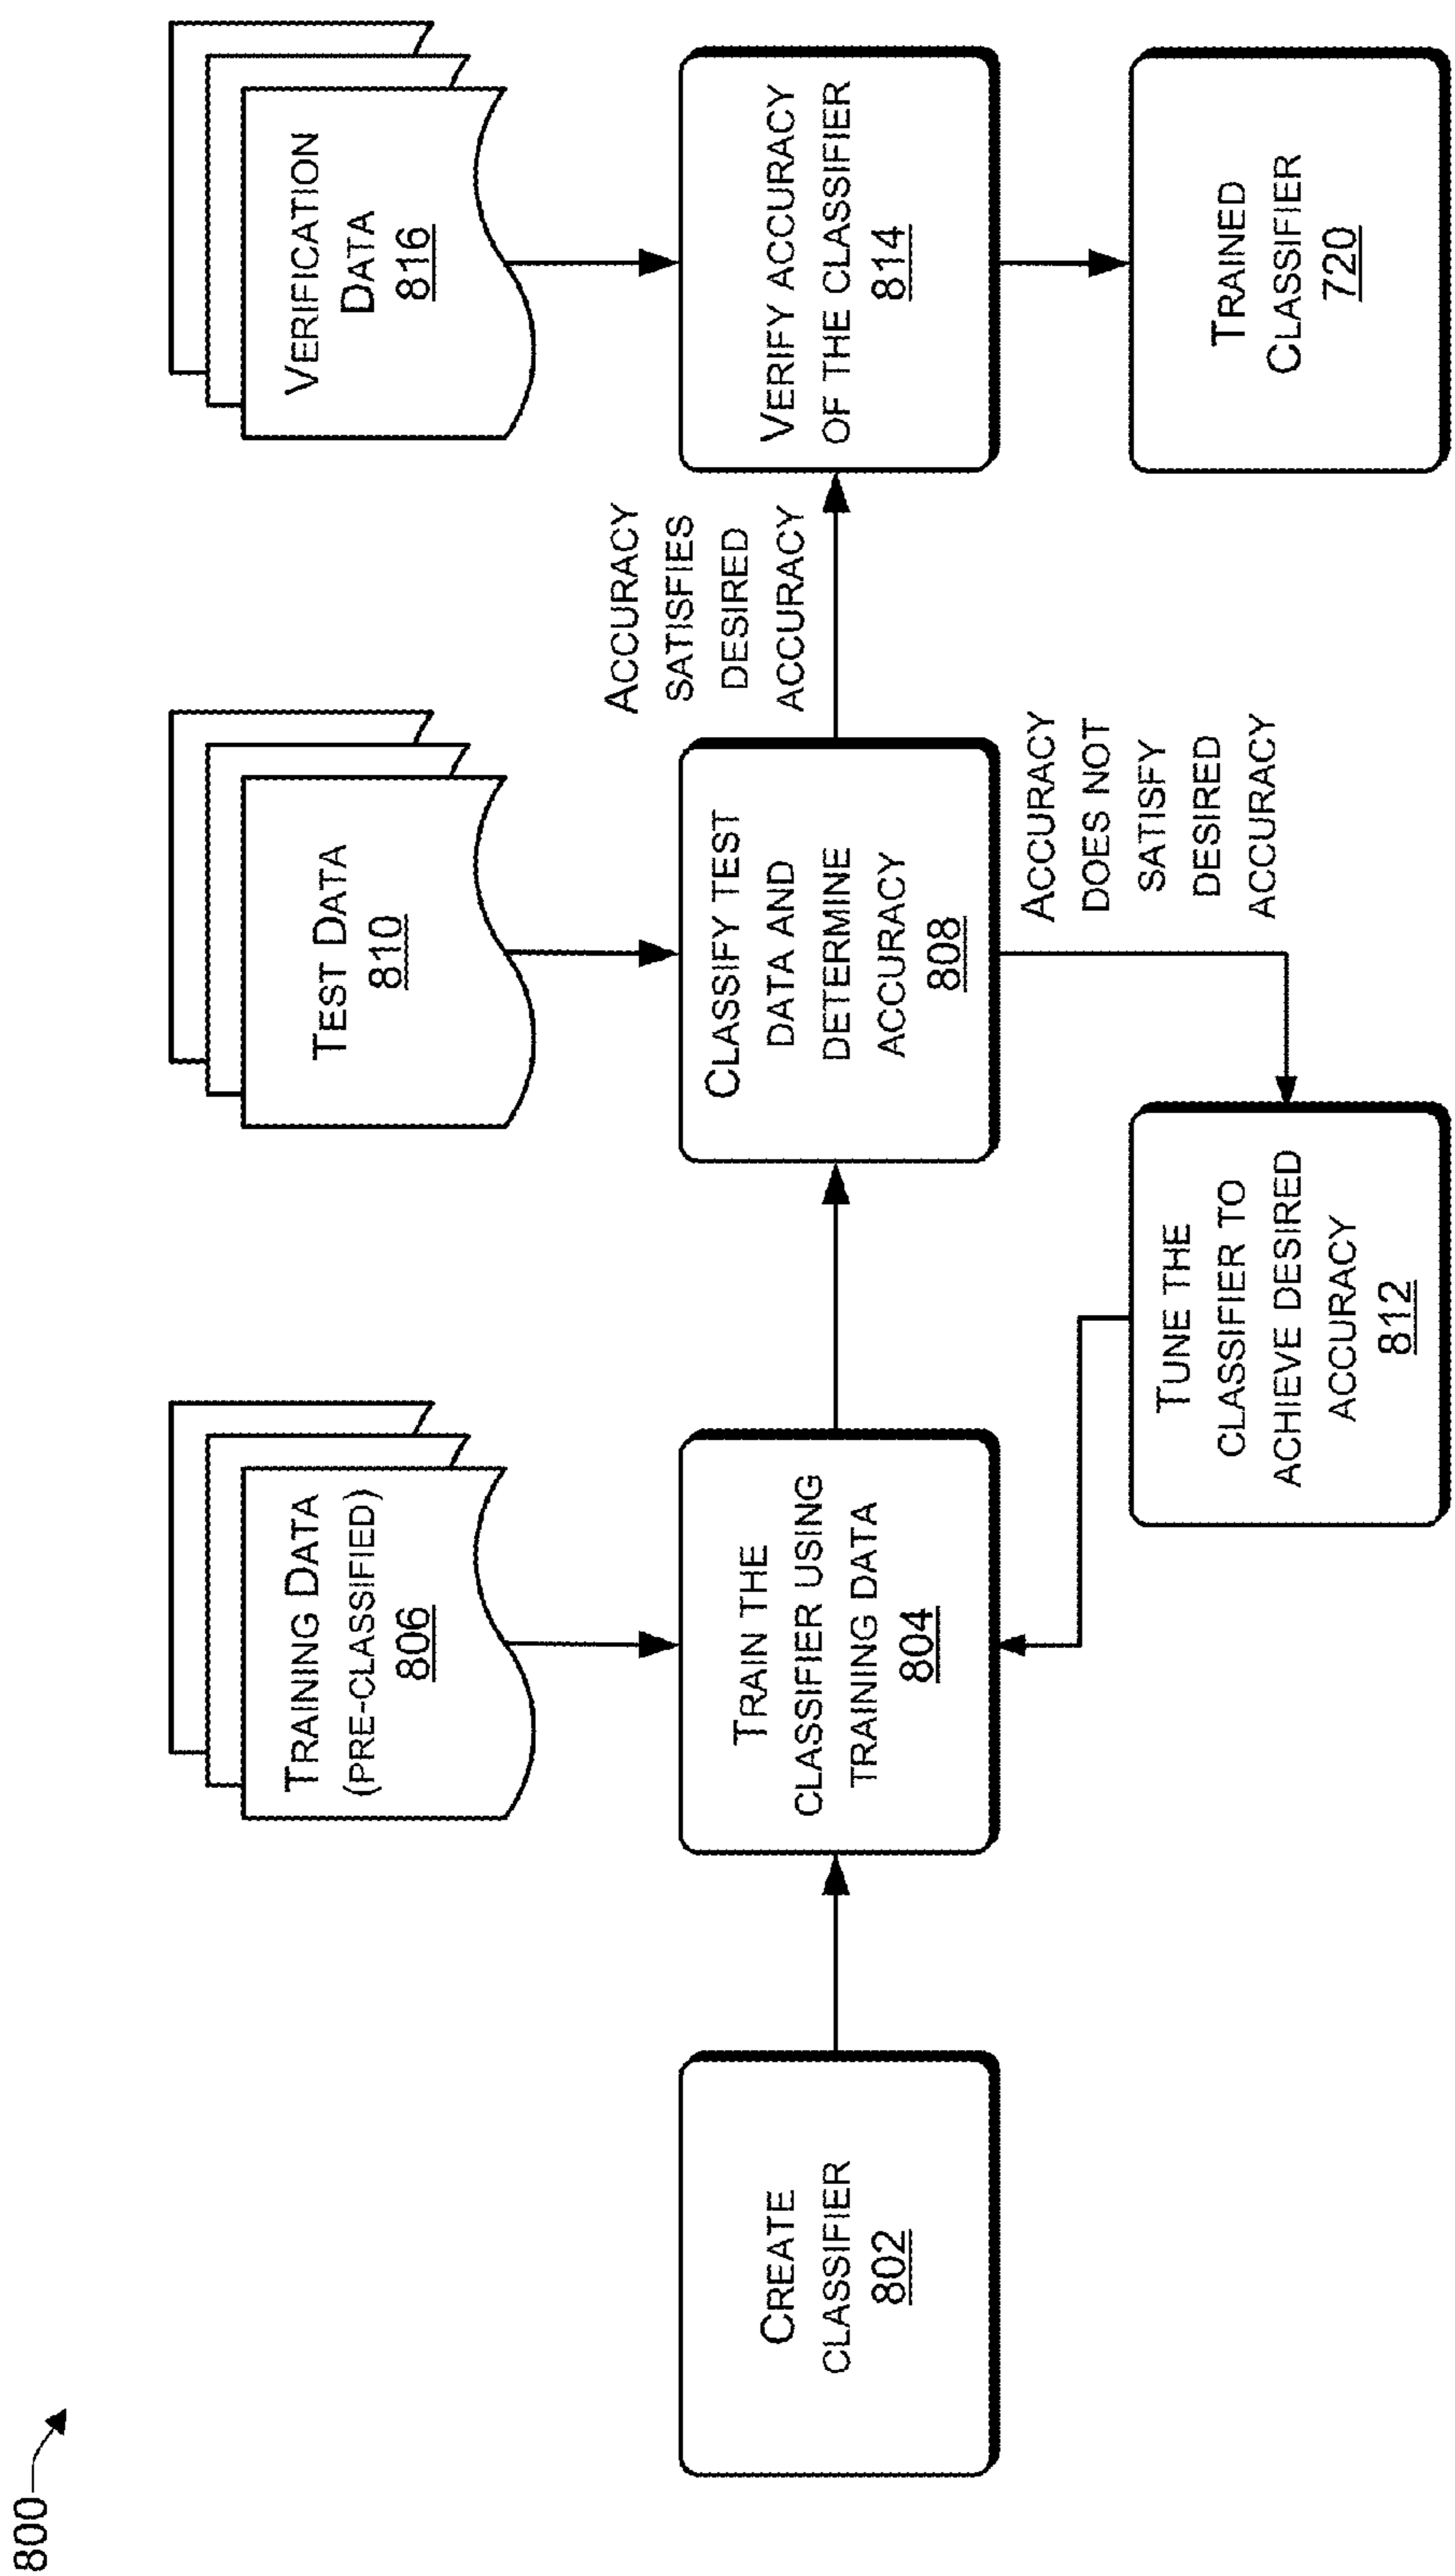 800
TRAINING DATA
(PRE-CLASSIFIED)
806
TEST DATA
810
VERIFICATION
DATA
816
CREATE
CLASSIFIER
802
TRAIN THE
CLASSIFIER USING
TRAINING DATA
804
CLASSIFY TEST
DATA AND
DETERMINE
ACCURACY
808
ACCURACY
SATISFIES
DESIRED
ACCURACY
VERIFY ACCURACY
OF THE CLASSIFIER
814
TUNE THE
CLASSIFIER TO
ACHIEVE DESIRED
ACCURACY
812
ACCURACY
DOES NOT
SATISFY
DESIRED
ACCURACY
TRAINED
CLASSIFIER
720